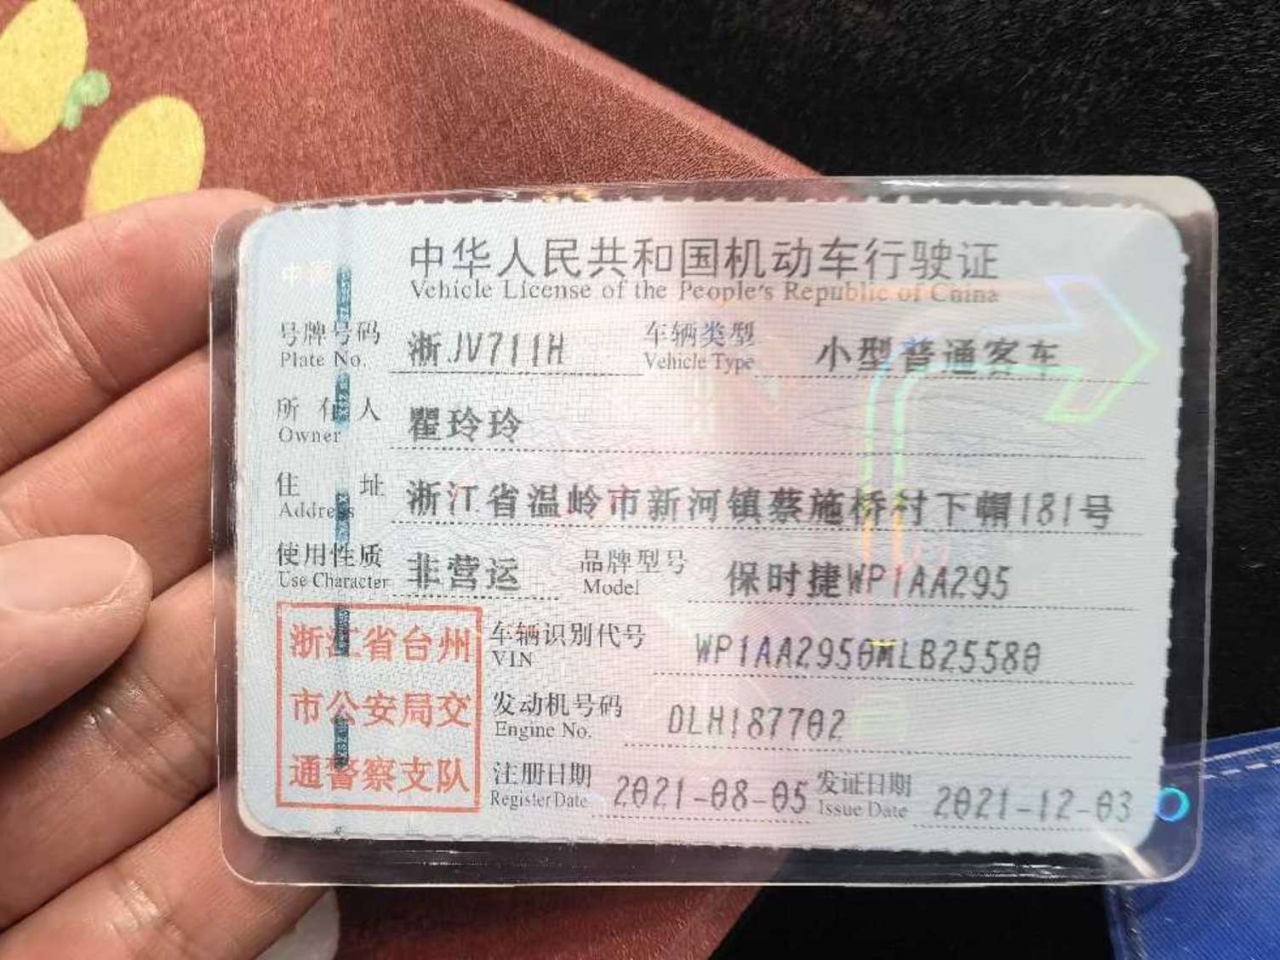 中华人民共和国机动车行驶证
Vehicle License of the People's Republic of China
号牌号码 浙JV711H 车辆类型 小型普通客车
Plate No. Vehicle Type
所有人 瞿玲玲
Owner
住址 浙江省温岭市新河镇蔡施桥村下帽181号
Address
使用性质 非营运 品牌型号 保时捷WP1AA295
Use Character Model
浙江省台州
市公安局交
通警察支队
车辆识别代号 WP1AA2950MLB25580
VIN
发动机号码 DLH187702
Engine No.
注册日期 2021-08-05 发证日期 2021-12-03
Register Date Issue Date